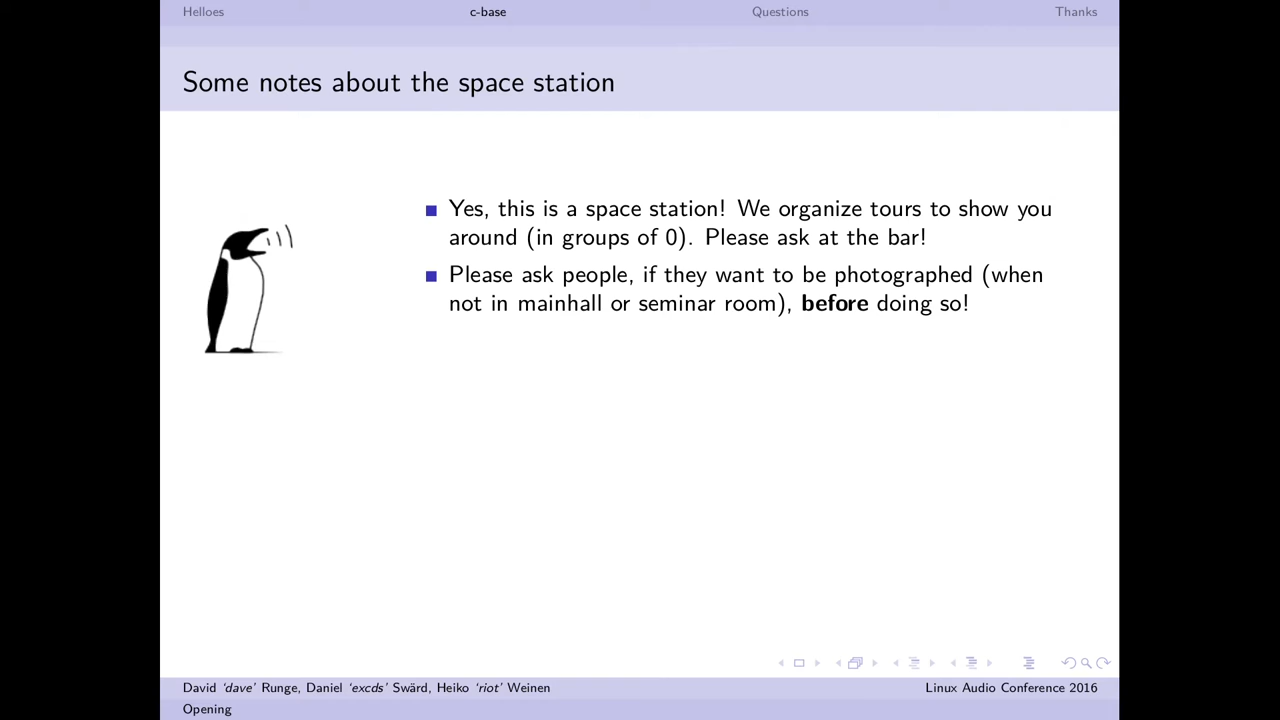 Helloes c-base Questions Thanks
Some notes about the space station
Yes, this is a space station! We organize tours to show you
around (in groups of 0). Please ask at the bar!
Please ask people, if they want to be photographed (when
not in mainhall or seminar room), before doing so!
David 'dave' Runge, Daniel 'excds' Swärd, Heiko 'riot' Weinen Linux Audio Conference 2016
Opening